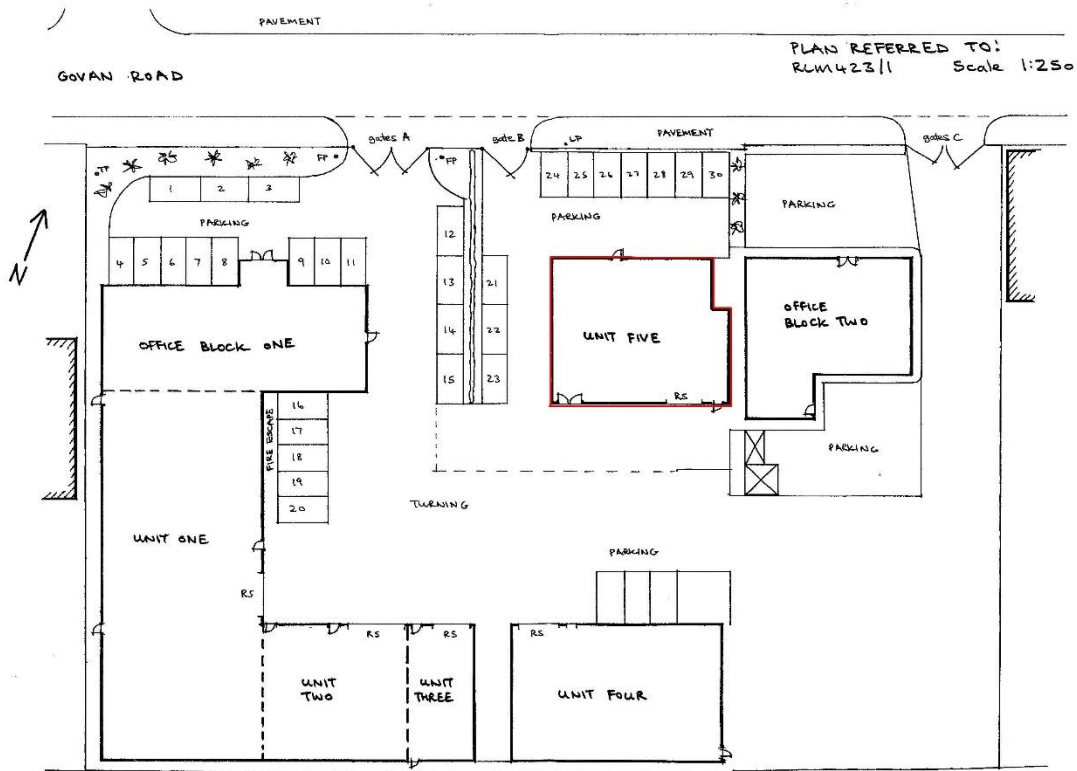 PAVEMENT
PLAN REFERRED TO:
RLM423/1 Scale 1:250
GOVAN ROAD
gates A
gate B
LP
PAVEMENT
gates C
TP
FP
FP
1 2 3
24 25 26 27 28 29 30
PARKING
PARKING
PARKING
N
12
4 5 6 7 8 9 10 11
13
21
OFFICE
BLOCK TWO
14
22
UNIT FIVE
OFFICE BLOCK ONE
15
23
RS
FIRE ESCAPE
16
17
18
19
20
PARKING
TURNING
UNIT ONE
PARKING
RS
RS
RS
RS
UNIT
TWO
UNIT
THREE
UNIT FOUR